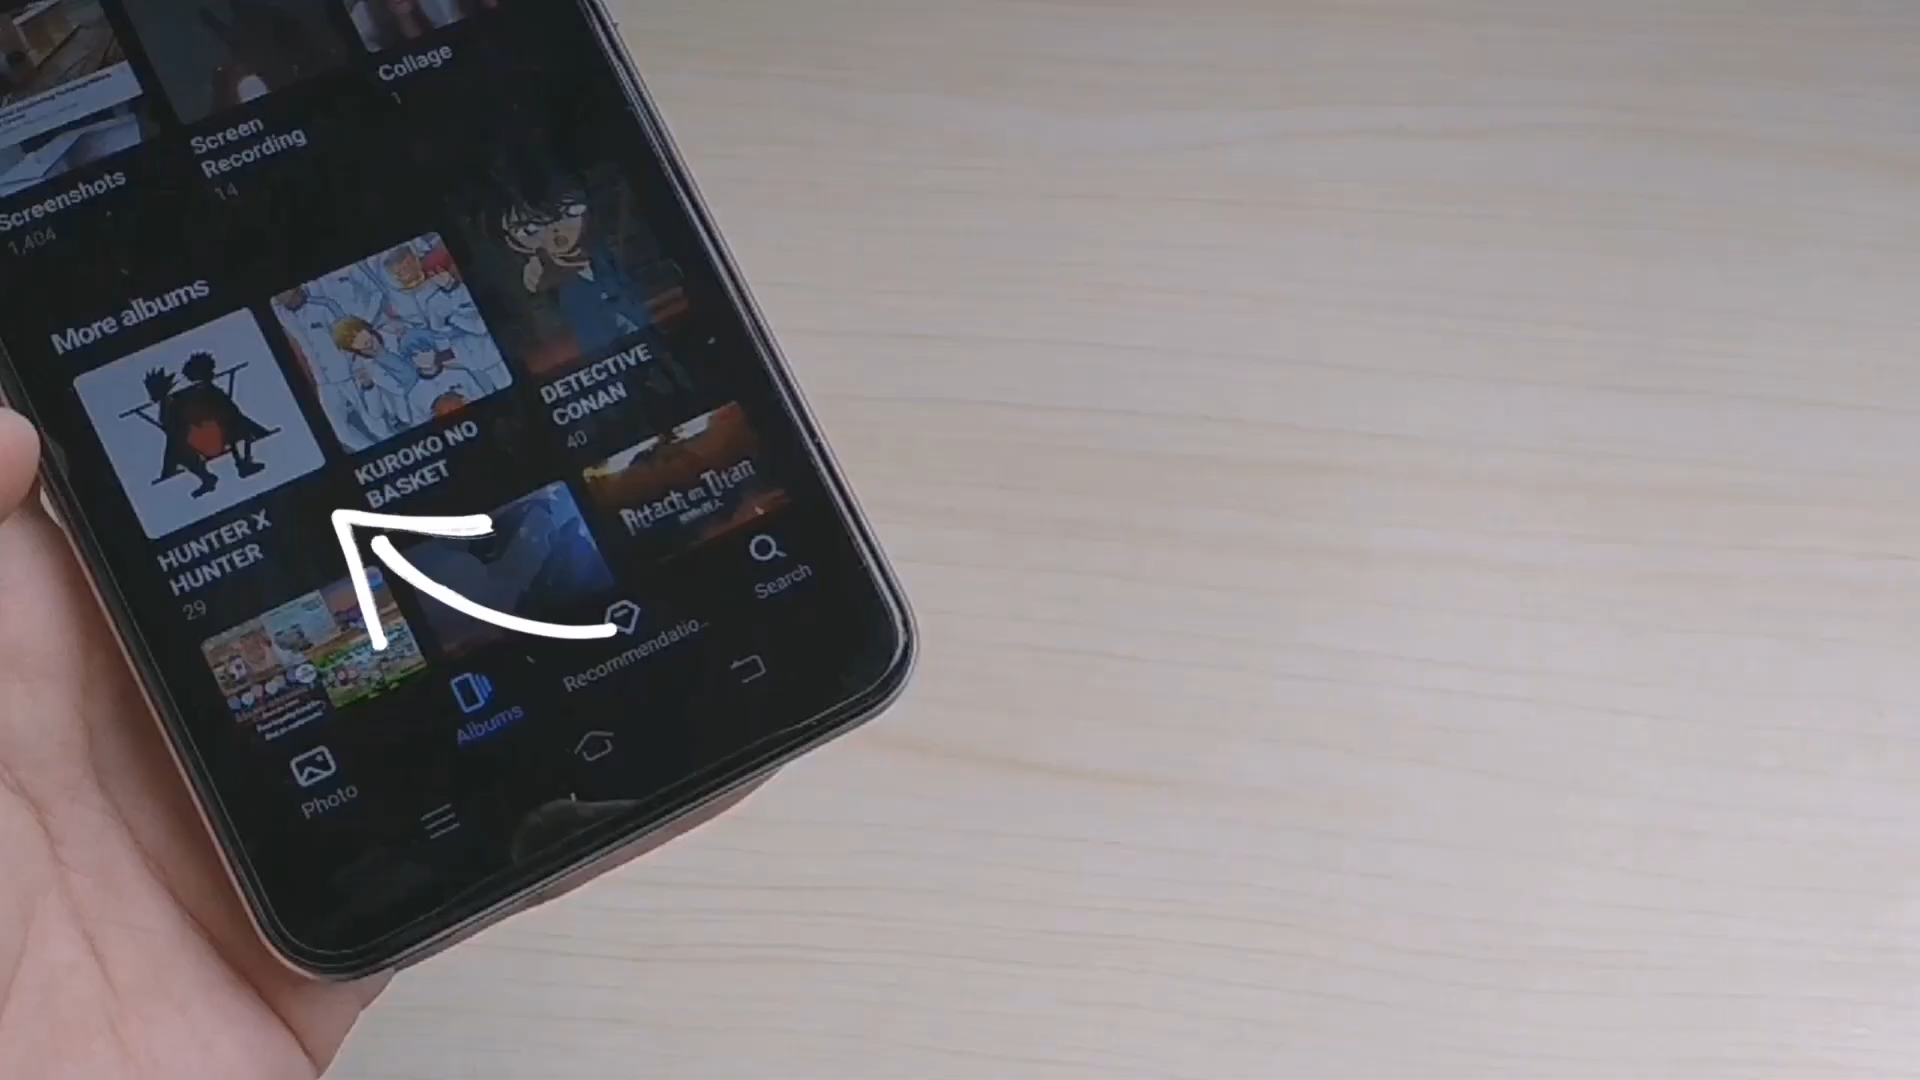 Collage
1
Screen
Recording
14
Screenshots
1,404
More albums
DETECTIVE
CONAN
40
KUROKO NO
BASKET
HUNTER X
HUNTER
29
Attack on Titan
Search
Recommendatio...
Albums
Photo